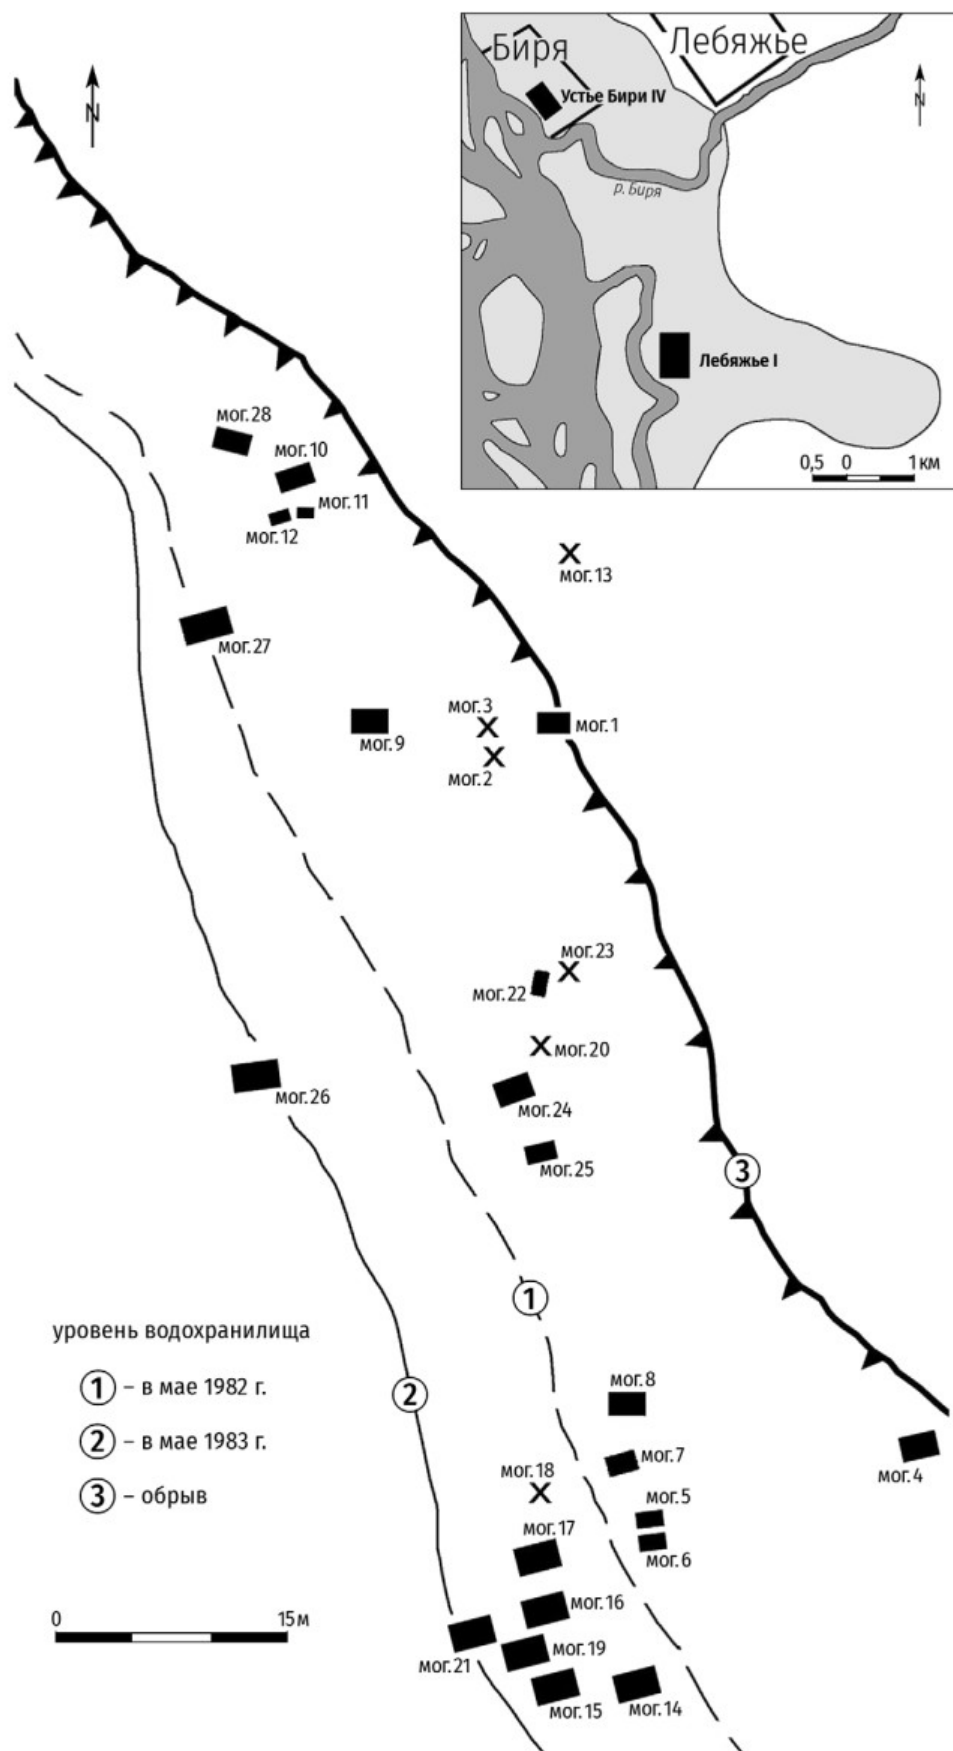 Биря
Лебяжье
Устье Бири IV
N
N
р. Биря
Лебяжье I
0,5 0 1 км
мог.28
мог.10
мог.11
мог.12
мог.13
мог.27
мог.3
мог.1
мог.9
мог.2
мог.23
мог.22
мог.20
мог.26
мог.24
мог.25
3
1
уровень водохранилища
1 – в мае 1982 г.
2
2 – в мае 1983 г.
3 – обрыв
мог.8
мог.7
мог.4
мог.18
мог.5
мог.17
мог.6
мог.16
0 15 м
мог.19
мог.21
мог.15
мог.14